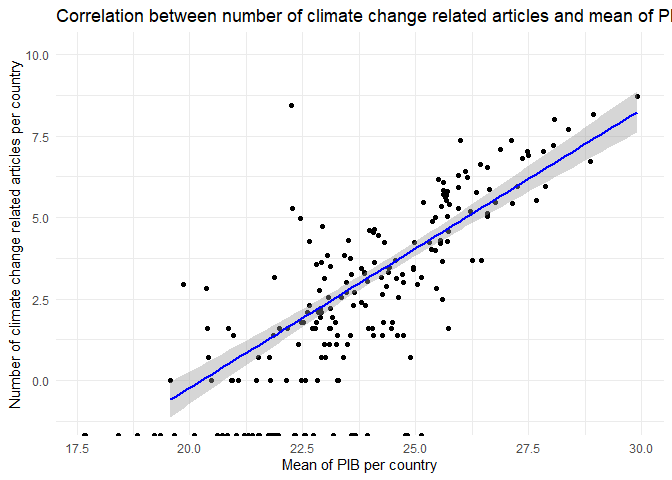 Correlation between number of climate change related articles and mean of PI
10.0
7.5
5.0
2.5
0.0
Number of climate change related articles per country
17.5 20.0 22.5 25.0 27.5 30.0
Mean of PIB per country